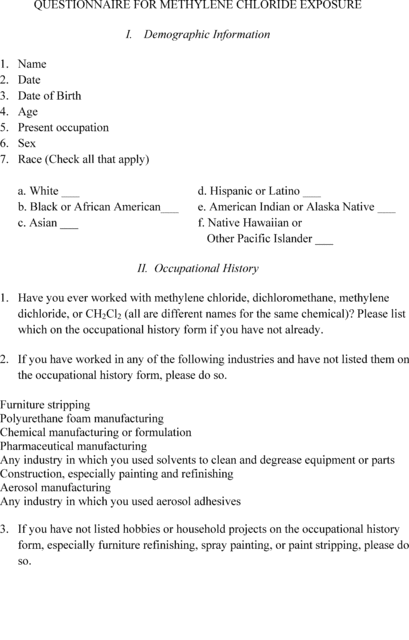 QUESTIONNAIRE FOR METHYLENE CHLORIDE EXPOSURE
I. Demographic Information
1. Name
2. Date
3. Date of Birth
4. Age
5. Present occupation
6. Sex
7. Race (Check all that apply)
a. White ___
b. Black or African American___
c. Asian ___
d. Hispanic or Latino ___
e. American Indian or Alaska Native ___
f. Native Hawaiian or
Other Pacific Islander ___
II. Occupational History
1. Have you ever worked with methylene chloride, dichloromethane, methylene
dichloride, or CH₂Cl₂ (all are different names for the same chemical)? Please list
which on the occupational history form if you have not already.
2. If you have worked in any of the following industries and have not listed them on
the occupational history form, please do so.
Furniture stripping
Polyurethane foam manufacturing
Chemical manufacturing or formulation
Pharmaceutical manufacturing
Any industry in which you used solvents to clean and degrease equipment or parts
Construction, especially painting and refinishing
Aerosol manufacturing
Any industry in which you used aerosol adhesives
3. If you have not listed hobbies or household projects on the occupational history
form, especially furniture refinishing, spray painting, or paint stripping, please do
so.